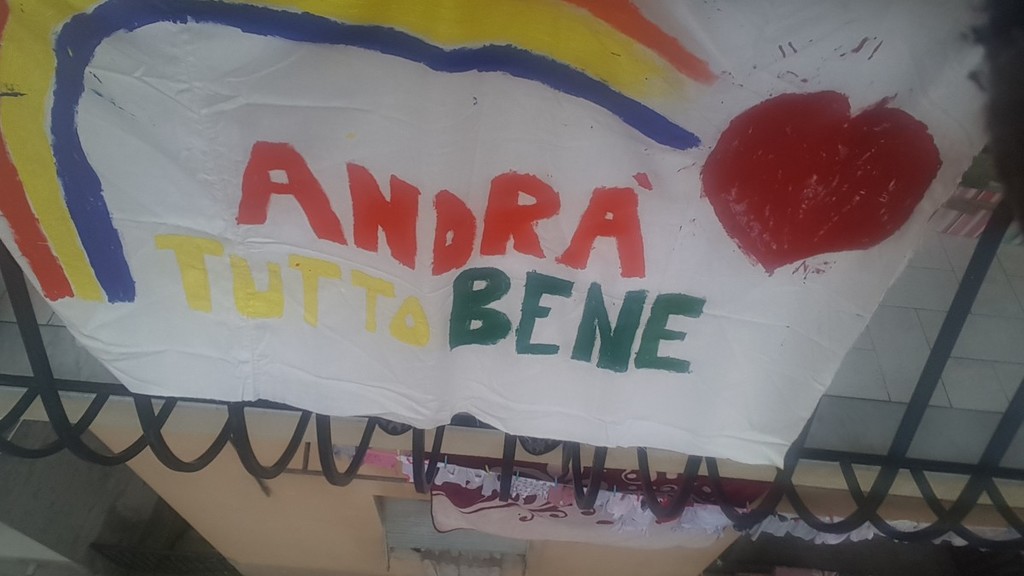 ANDRÀ
TUTTO BENE